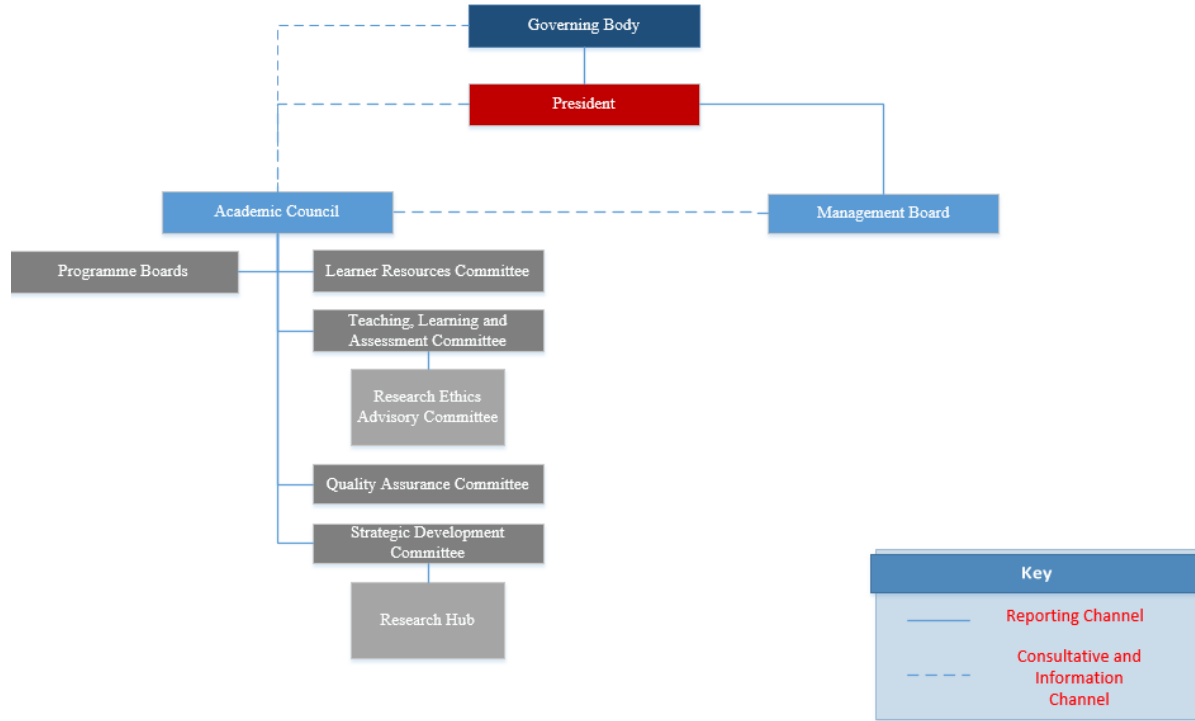 Governing Body
President
Academic Council
Management Board
Programme Boards
Learner Resources Committee
Teaching, Learning and
Assessment Committee
Research Ethics
Advisory Committee
Quality Assurance Committee
Strategic Development
Committee
Research Hub
Key
Reporting Channel
Consultative and
Information
Channel